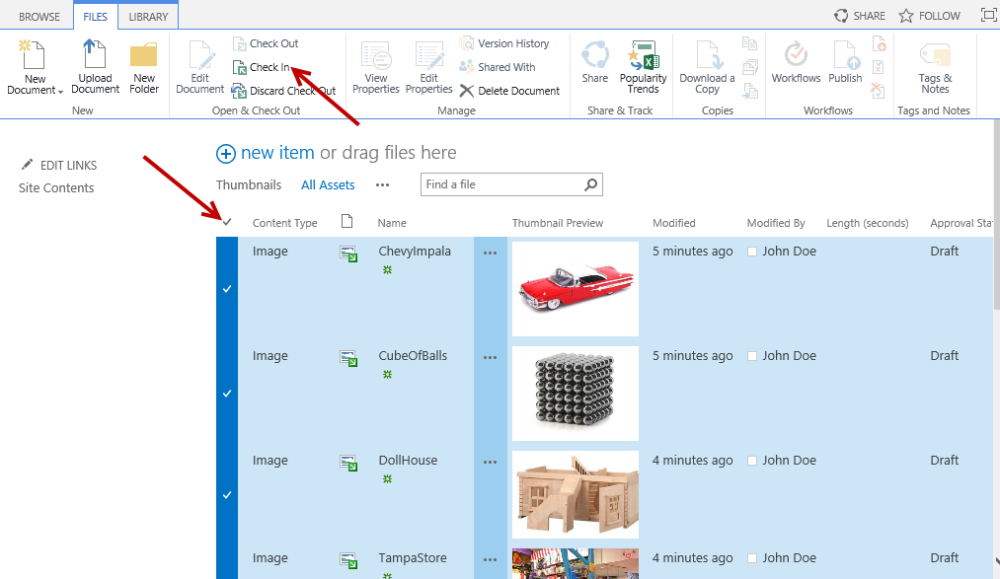 BROWSE FILES LIBRARY SHARE FOLLOW
New Document
Upload Document
New Folder
New
Edit Document
Check Out
Check In
Discard Check Out
Open & Check Out
View Properties
Edit Properties
Version History
Shared With
Delete Document
Manage
Share
Popularity Trends
Share & Track
Download a Copy
Copies
Workflows
Publish
Workflows
Tags & Notes
Tags and Notes
EDIT LINKS
Site Contents
new item or drag files here
Thumbnails All Assets ••• Find a file
Content Type Name Thumbnail Preview Modified Modified By Length (seconds) Approval Sta
Image ChevyImpala ••• 5 minutes ago John Doe Draft
Image CubeOfBalls ••• 5 minutes ago John Doe Draft
Image DollHouse ••• 4 minutes ago John Doe Draft
Image TampaStore ••• 4 minutes ago John Doe Draft